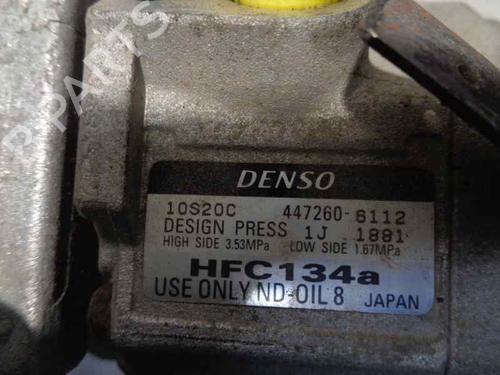 B-PARTS
DENSO
10S20C 447260-6112
DESIGN PRESS 1J 1881
HIGH SIDE 3.53MPa LOW SIDE 1.67MPa
HFC134a
USE ONLY ND-OIL 8 JAPAN